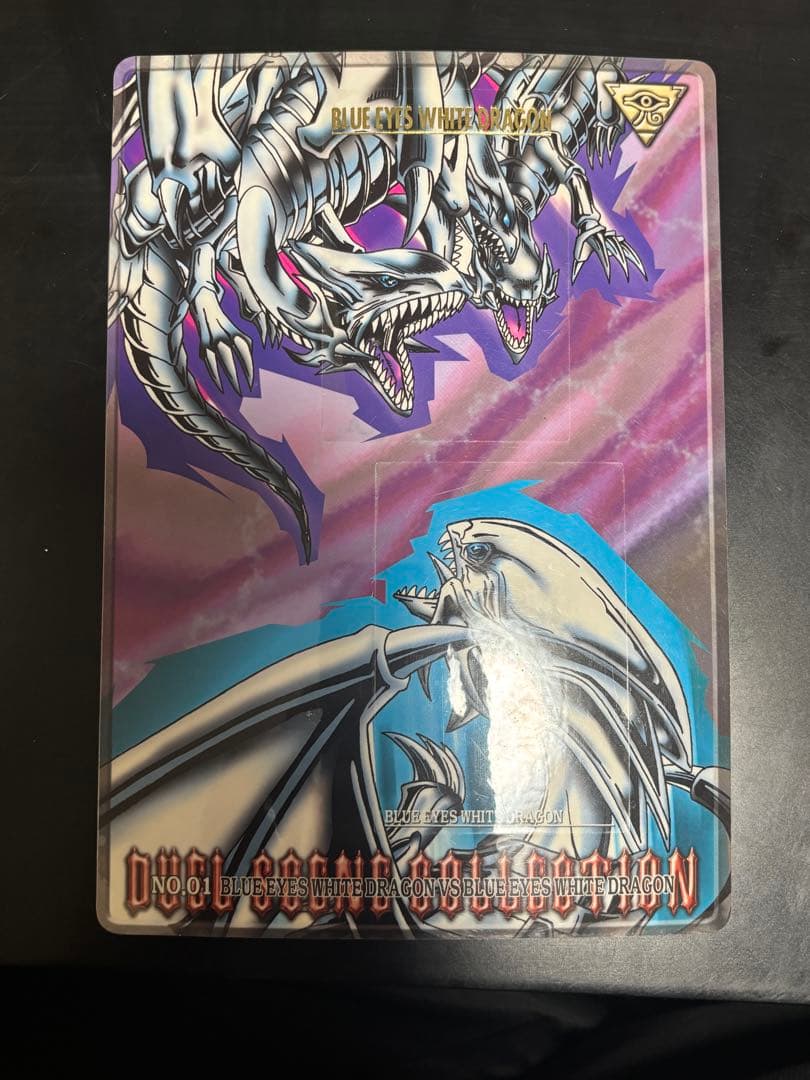 BLUE EYES WHITE DRAGON
BLUE EYES WHITE DRAGON
DUEL SCENE COLLECTION
NO.01 BLUE EYES WHITE DRAGON VS BLUE EYES WHITE DRAGON